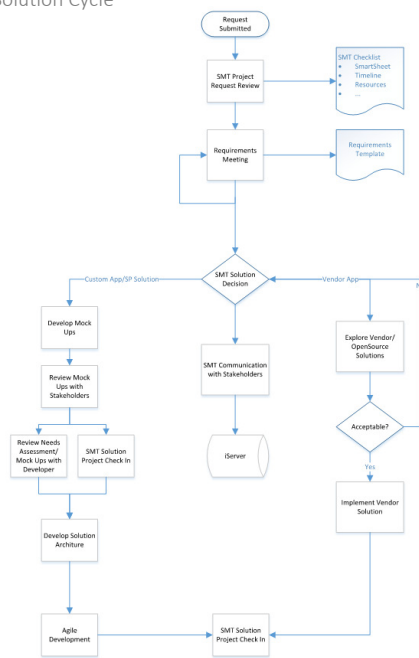 Solution Cycle
Request
Submitted
SMT Project
Request Review
SMT Checklist
• SmartSheet
• Timeline
• Resources
• ...
Requirements
Meeting
Requirements
Template
SMT Solution
Decision
Custom App/SP Solution
Vendor App
N
Develop Mock
Ups
SMT Communication
with Stakeholders
Explore Vendor/
OpenSource
Solutions
Review Mock
Ups with
Stakeholders
Acceptable?
Review Needs
Assessment/
Mock Ups with
Developer
SMT Solution
Project Check In
iServer
Yes
Implement Vendor
Solution
Develop Solution
Architure
Agile
Development
SMT Solution
Project Check In